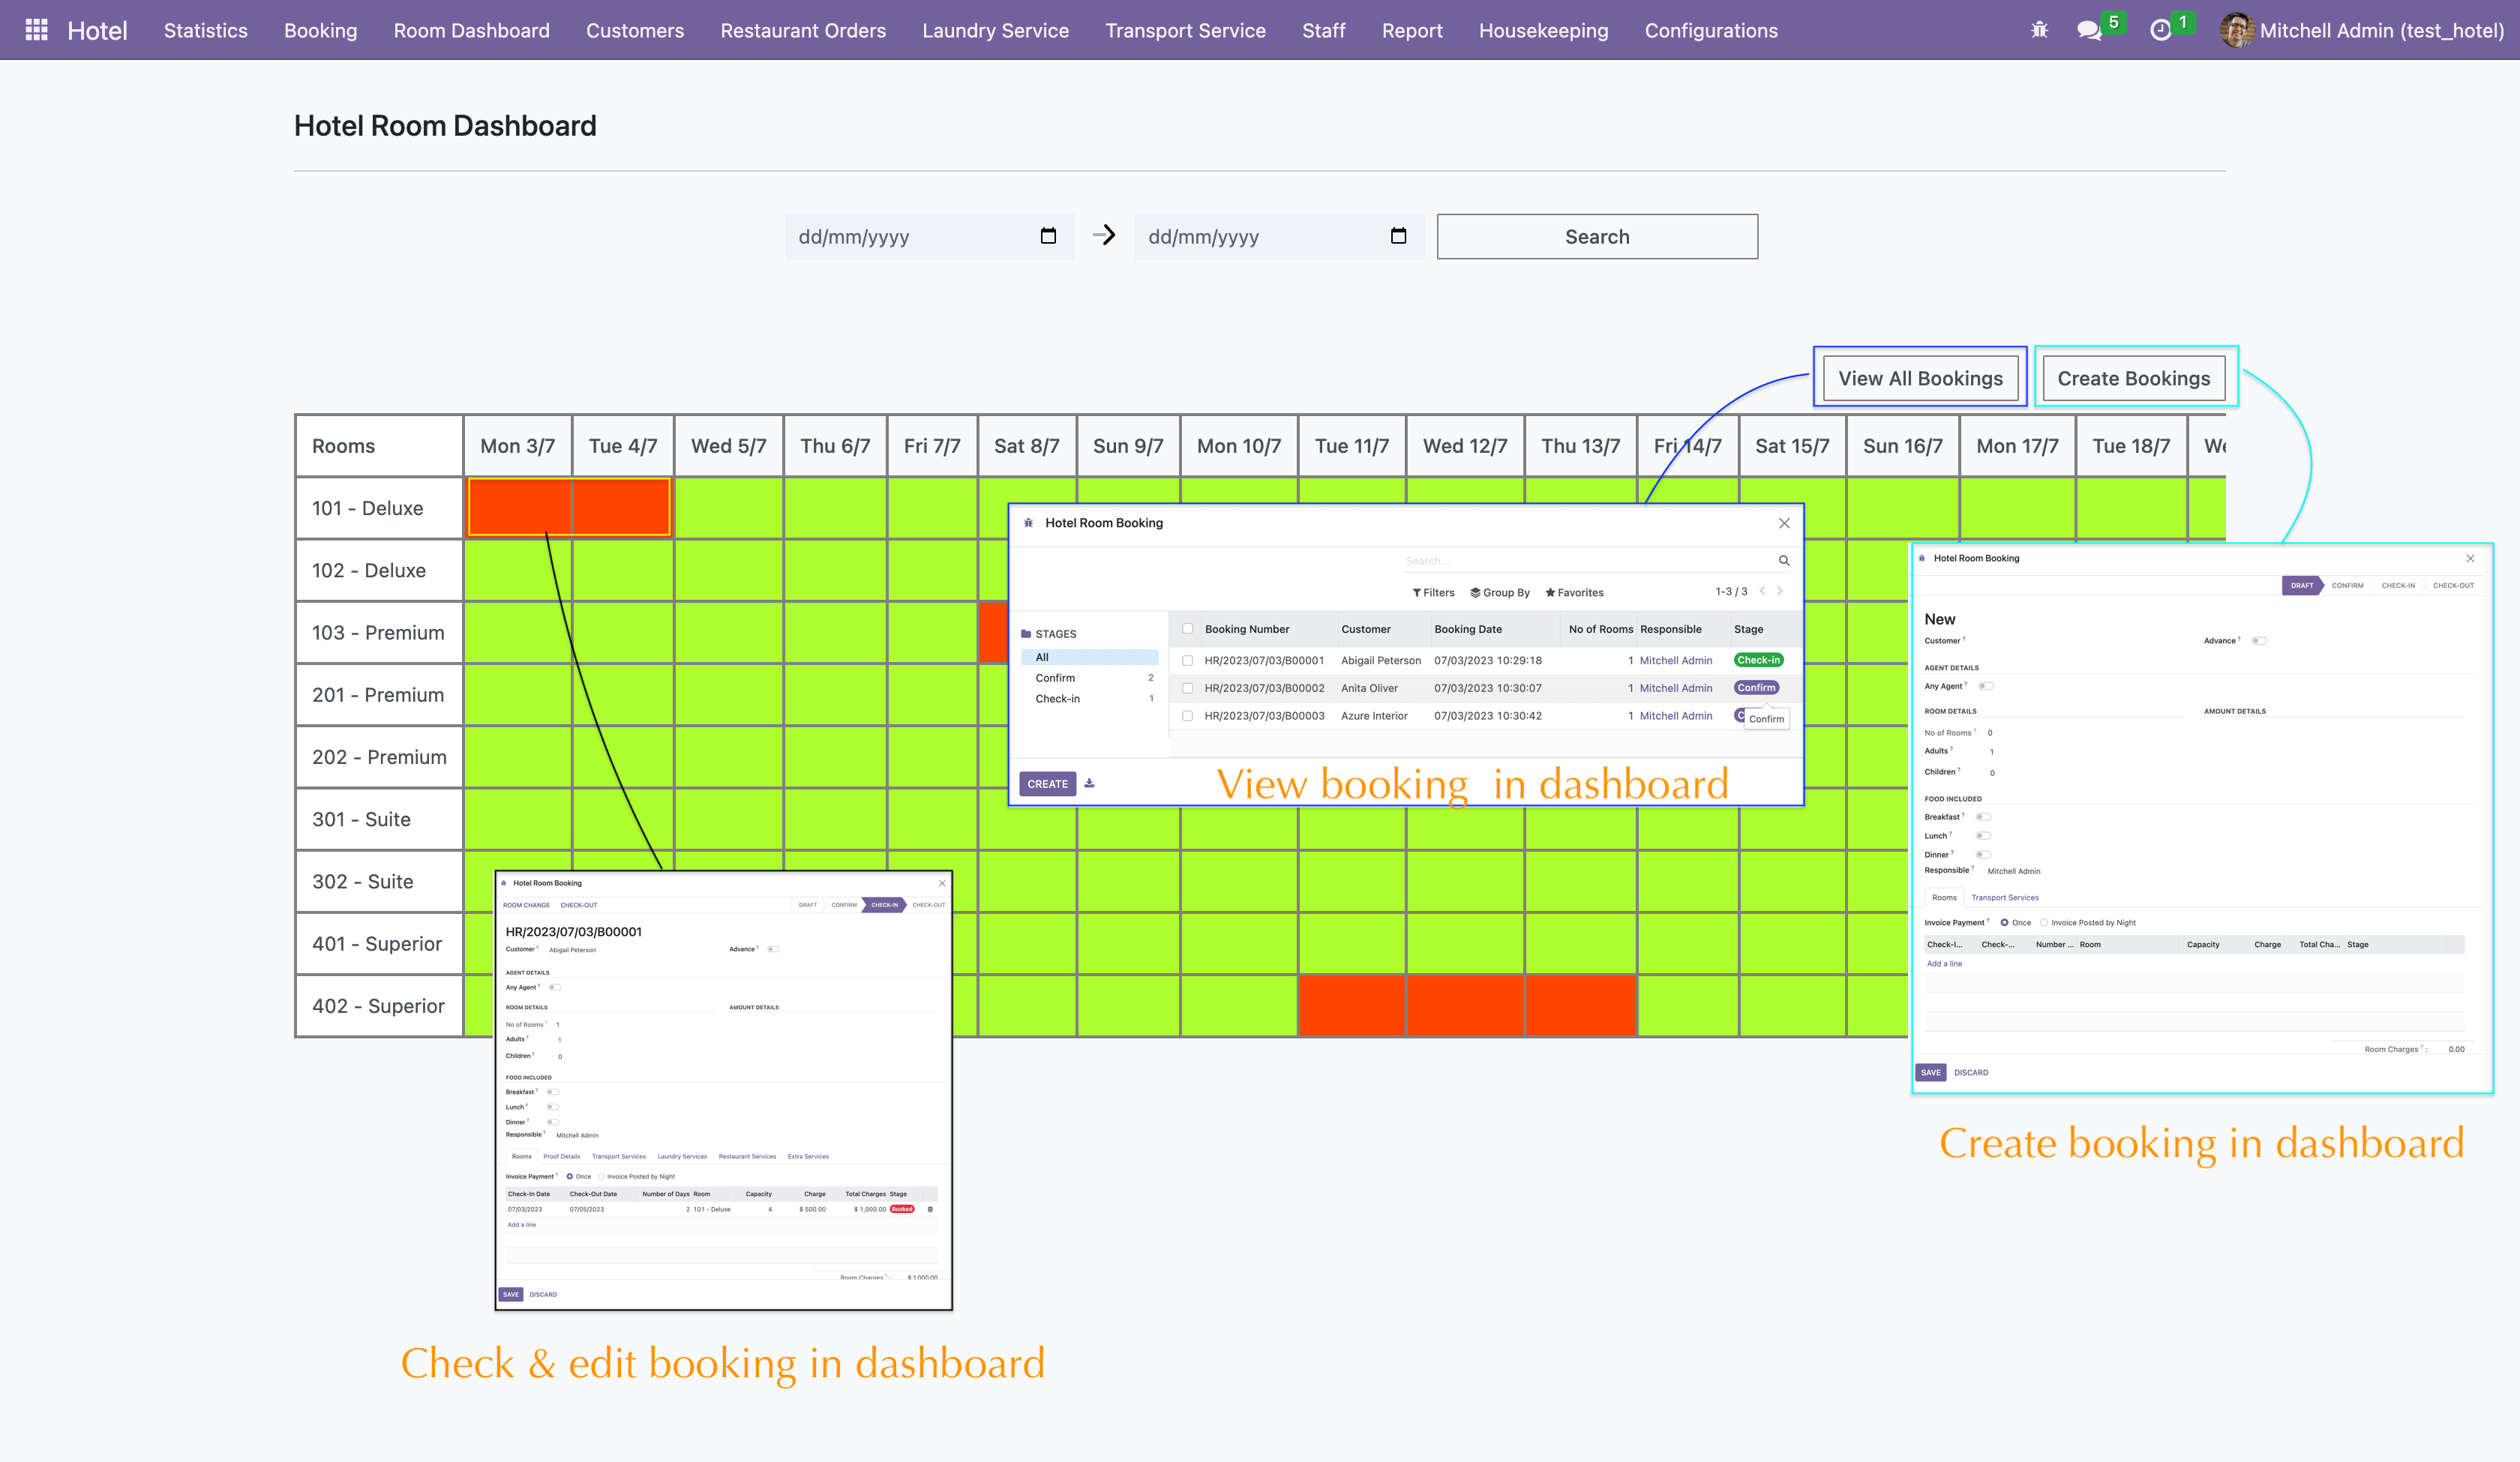 Hotel Statistics Booking Room Dashboard Customers Restaurant Orders Laundry Service Transport Service Staff Report Housekeeping Configurations 5 1 Mitchell Admin (test_hotel)
Hotel Room Dashboard
dd/mm/yyyy dd/mm/yyyy Search
View All Bookings Create Bookings
Rooms Mon 3/7 Tue 4/7 Wed 5/7 Thu 6/7 Fri 7/7 Sat 8/7 Sun 9/7 Mon 10/7 Tue 11/7 Wed 12/7 Thu 13/7 Fri 14/7 Sat 15/7 Sun 16/7 Mon 17/7 Tue 18/7
101 - Deluxe
102 - Deluxe
103 - Premium
201 - Premium
202 - Premium
301 - Suite
302 - Suite
401 - Superior
402 - Superior
Hotel Room Booking
Search...
Filters Group By Favorites 1-3 / 3
STAGES
All
Confirm 2
Check-in 1
Booking Number Customer Booking Date No of Rooms Responsible Stage
HR/2023/07/03/B00001 Abigail Peterson 07/03/2023 10:29:18 1 Mitchell Admin Check-in
HR/2023/07/03/B00002 Anita Oliver 07/03/2023 10:30:07 1 Mitchell Admin Confirm
HR/2023/07/03/B00003 Azure Interior 07/03/2023 10:30:42 1 Mitchell Admin
Confirm
CREATE
View booking in dashboard
Hotel Room Booking
DRAFT CONFIRM CHECK-IN CHECK-OUT
New
Customer ? Advance ?
AGENT DETAILS
Any Agent ?
ROOM DETAILS AMOUNT DETAILS
No of Rooms ? 0
Adults ? 1
Children ? 0
FOOD INCLUDED
Breakfast ?
Lunch ?
Dinner ?
Responsible ? Mitchell Admin
Rooms Transport Services
Invoice Payment ? Once Invoice Posted by Night
Check-I... Check-... Number ... Room Capacity Charge Total Cha... Stage
Add a line
Room Charges ? : 0.00
SAVE DISCARD
Create booking in dashboard
Hotel Room Booking
ROOM CHANGE CHECK-OUT DRAFT CONFIRM CHECK-IN CHECK-OUT
HR/2023/07/03/B00001
Customer ? Abigail Peterson Advance ?
AGENT DETAILS
Any Agent ?
ROOM DETAILS AMOUNT DETAILS
No of Rooms ? 1
Adults ? 1
Children ? 0
FOOD INCLUDED
Breakfast ?
Lunch ?
Dinner ?
Responsible ? Mitchell Admin
Rooms Proof Details Transport Services Laundry Services Restaurant Services Extra Services
Invoice Payment ? Once Invoice Posted by Night
Check-In Date Check-Out Date Number of Days Room Capacity Charge Total Charges Stage
07/03/2023 07/05/2023 2 101 - Deluxe 4 $ 500.00 $ 1,000.00 Booked
Add a line
Room Charges ? : $ 1,000.00
SAVE DISCARD
Check & edit booking in dashboard